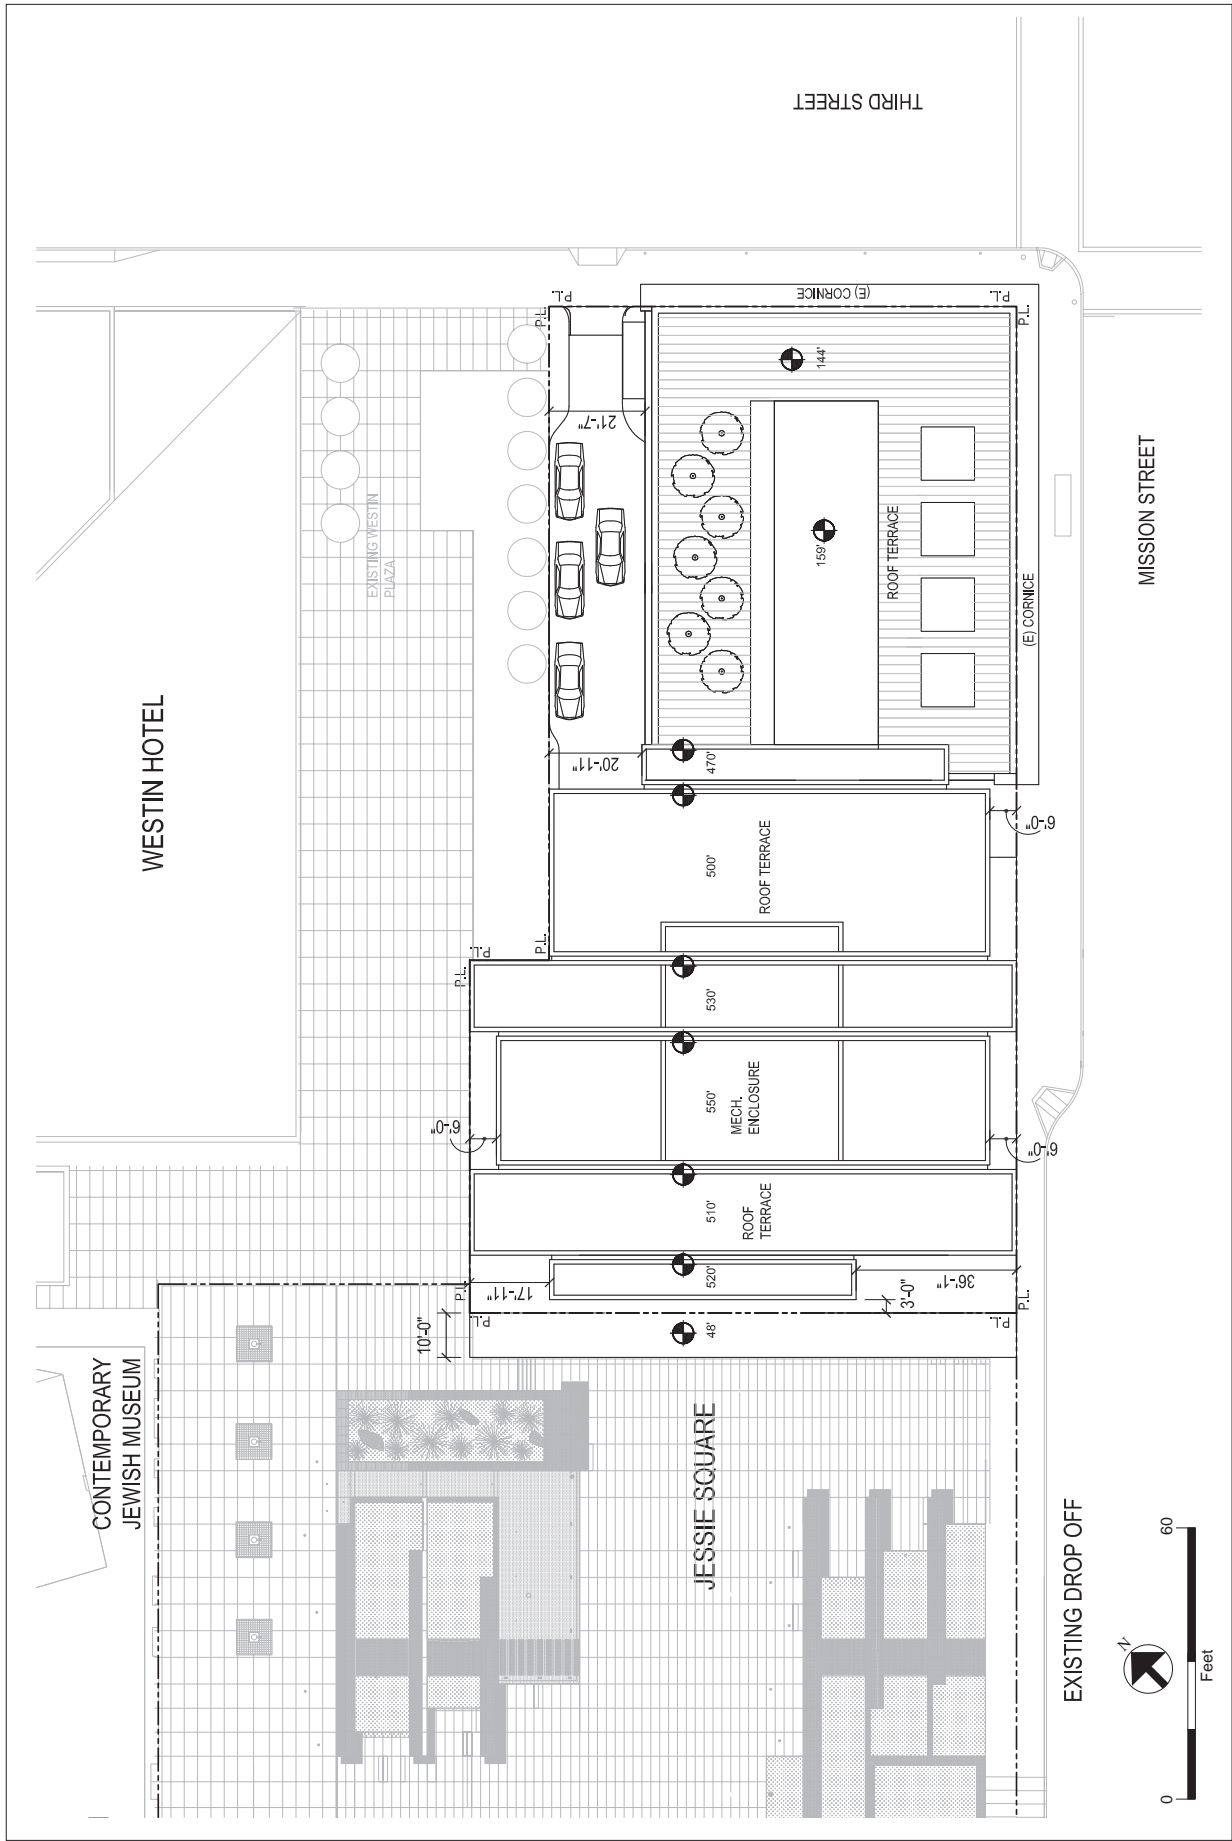 THIRD STREET
P.L.
(E) CORNICE
P.L.
P.L.
P.L.
144'
21'-7"
MISSION STREET
EXISTING WESTIN
PLAZA
159'
ROOF TERRACE
(E) CORNICE
WESTIN HOTEL
20'-11"
470'
6'-0"
500'
ROOF TERRACE
P.L.
P.L.
P.L.
530'
550'
MECH.
ENCLOSURE
6'-0"
6'-0"
510'
ROOF
TERRACE
520'
17'-11"
36'-1"
3'-0"
P.L.
P.L.
P.L.
P.L.
10'-0"
48'
CONTEMPORARY
JEWISH MUSEUM
JESSIE SQUARE
EXISTING DROP OFF
N
60
0
Feet